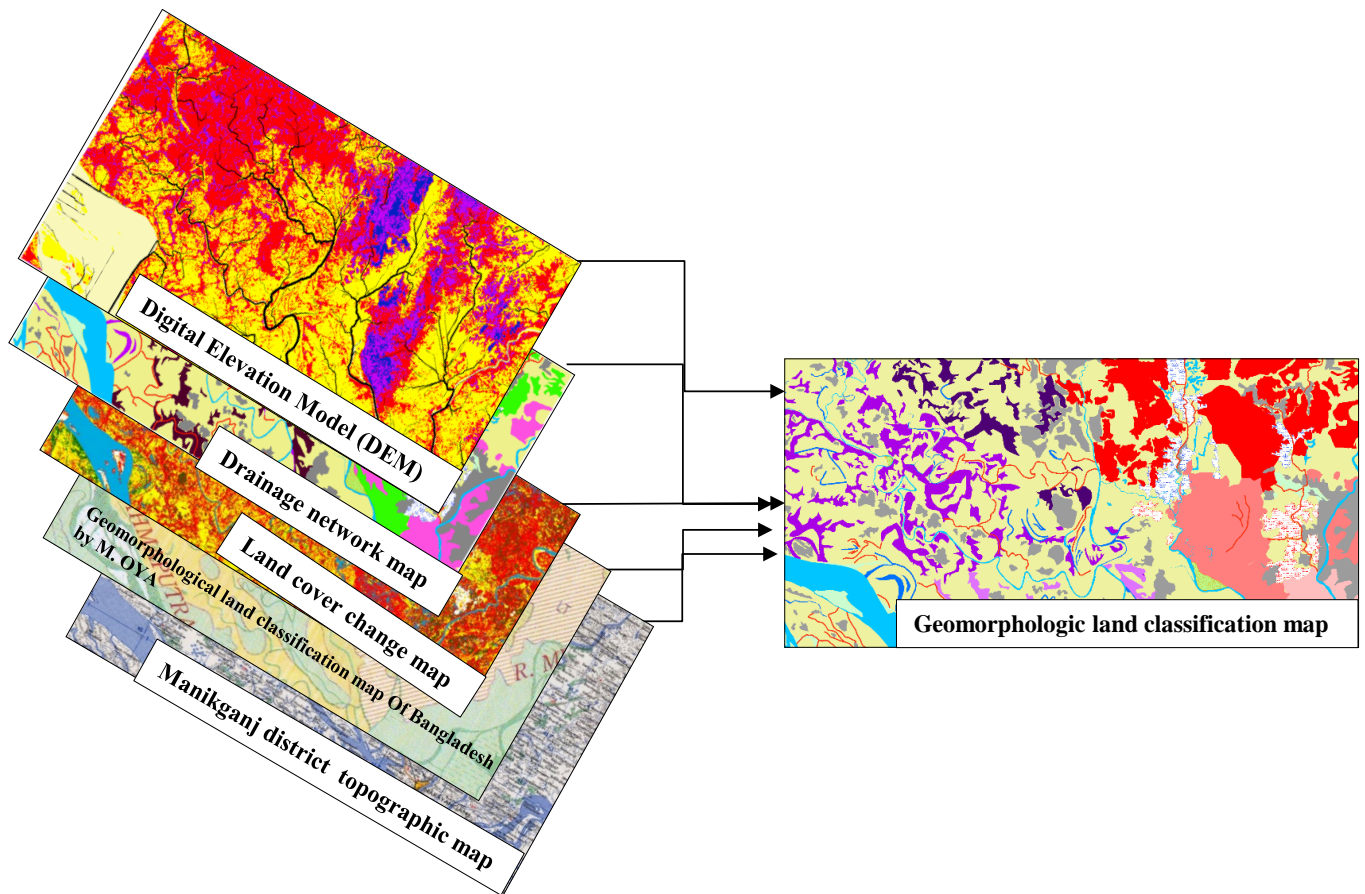 Digital Elevation Model (DEM)
Drainage network map
Land cover change map
Geomorphological land classification map Of Bangladesh
by M. OYA
Manikganj district  topographic map
R. M
Geomorphologic land classification map